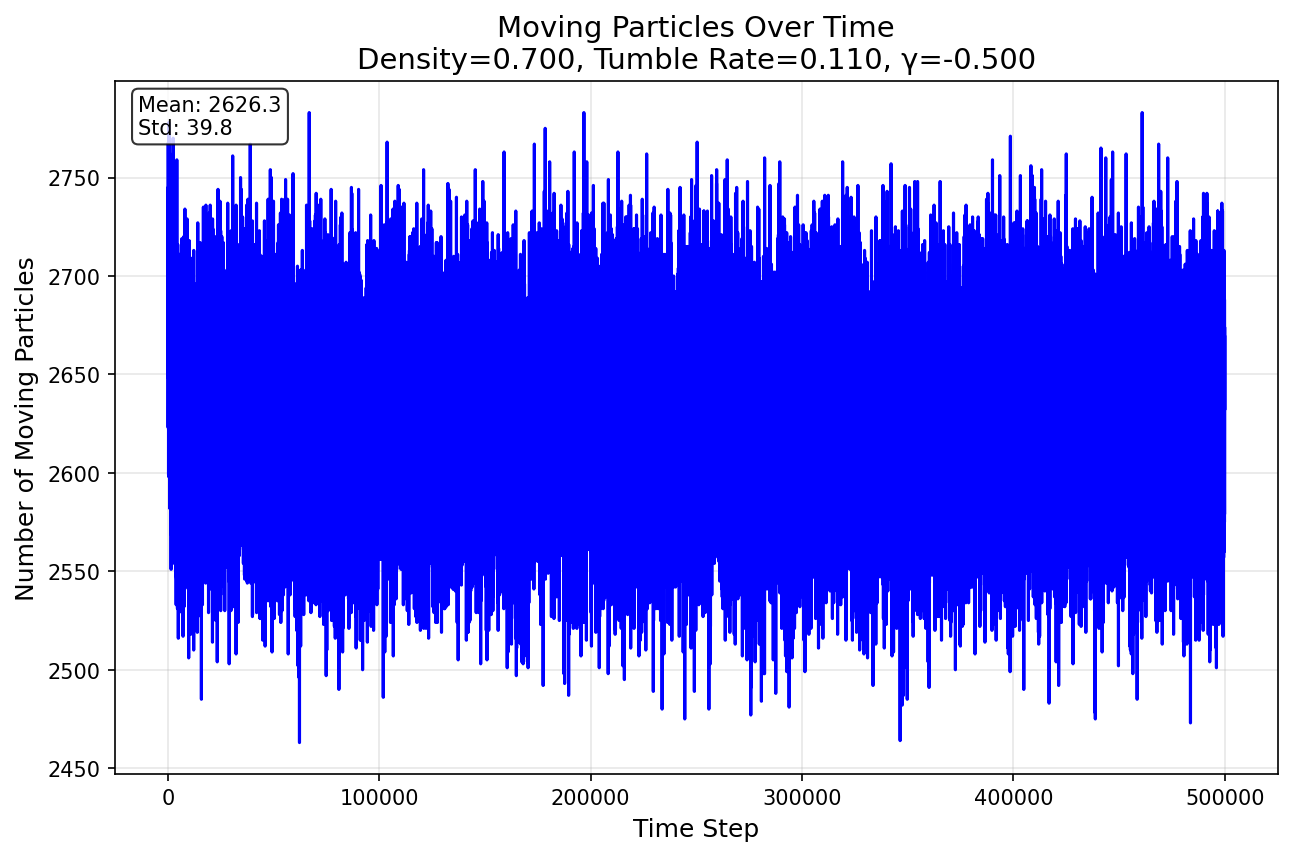 Moving Particles Over Time
Density=0.700, Tumble Rate=0.110, γ=-0.500
Mean: 2626.3
Std: 39.8
Number of Moving Particles
2750
2700
2650
2600
2550
2500
2450
0
100000
200000
300000
400000
500000
Time Step